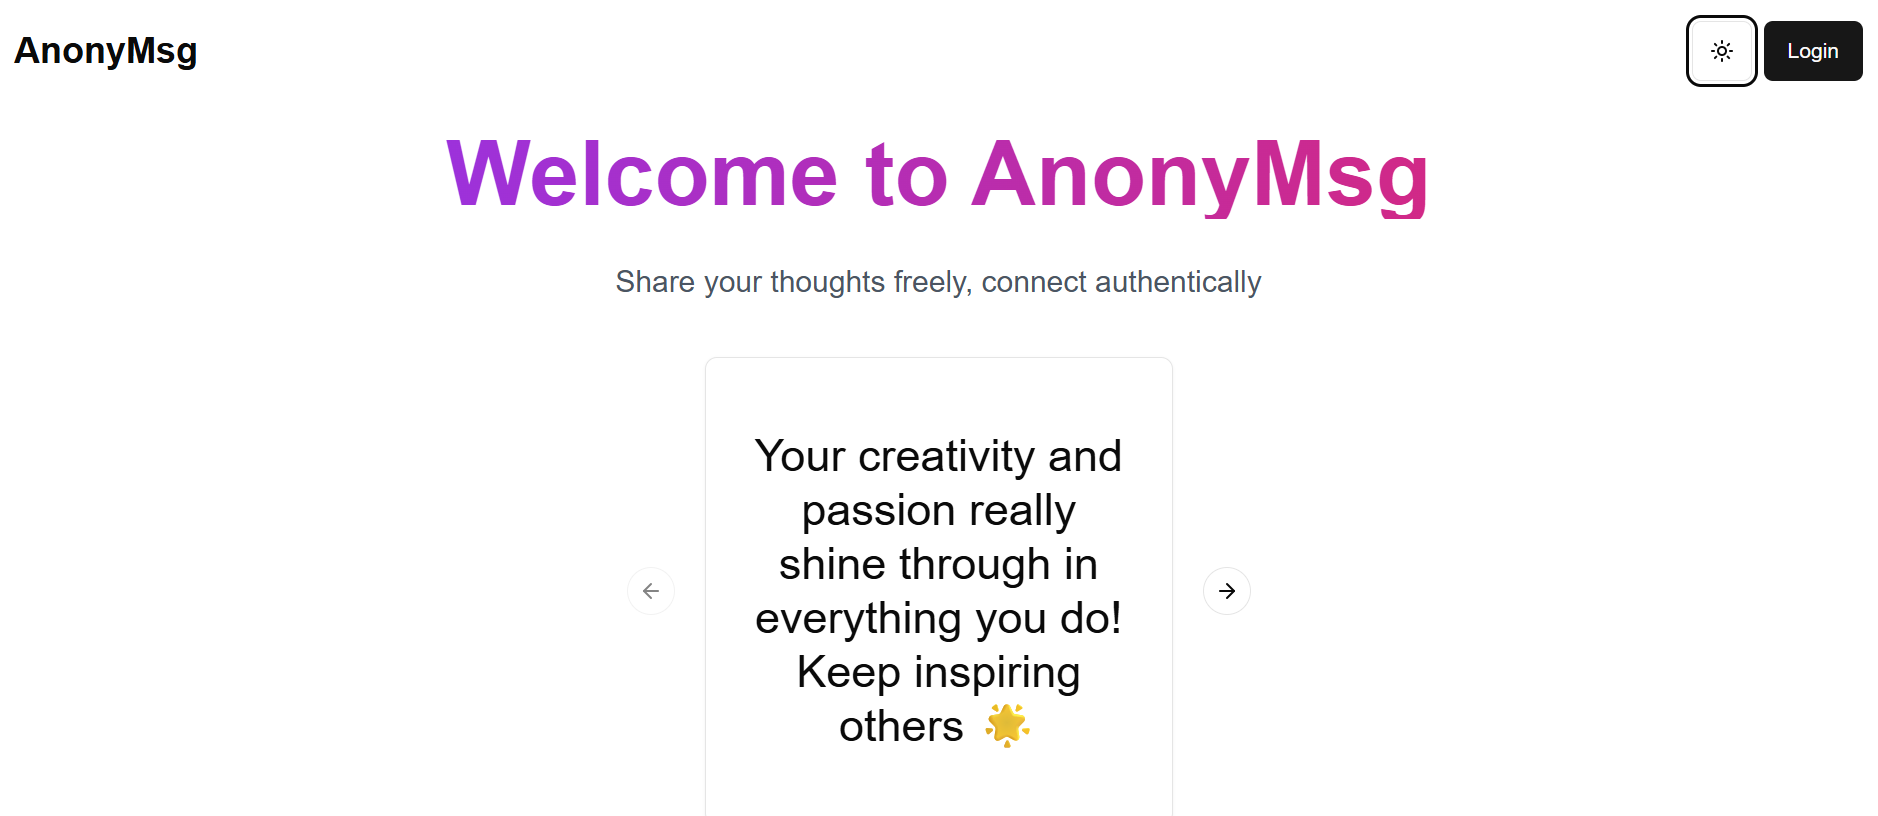 AnonyMsg
Login
Welcome to AnonyMsg
Share your thoughts freely, connect authentically
Your creativity and
passion really
shine through in
everything you do!
Keep inspiring
others 🌟